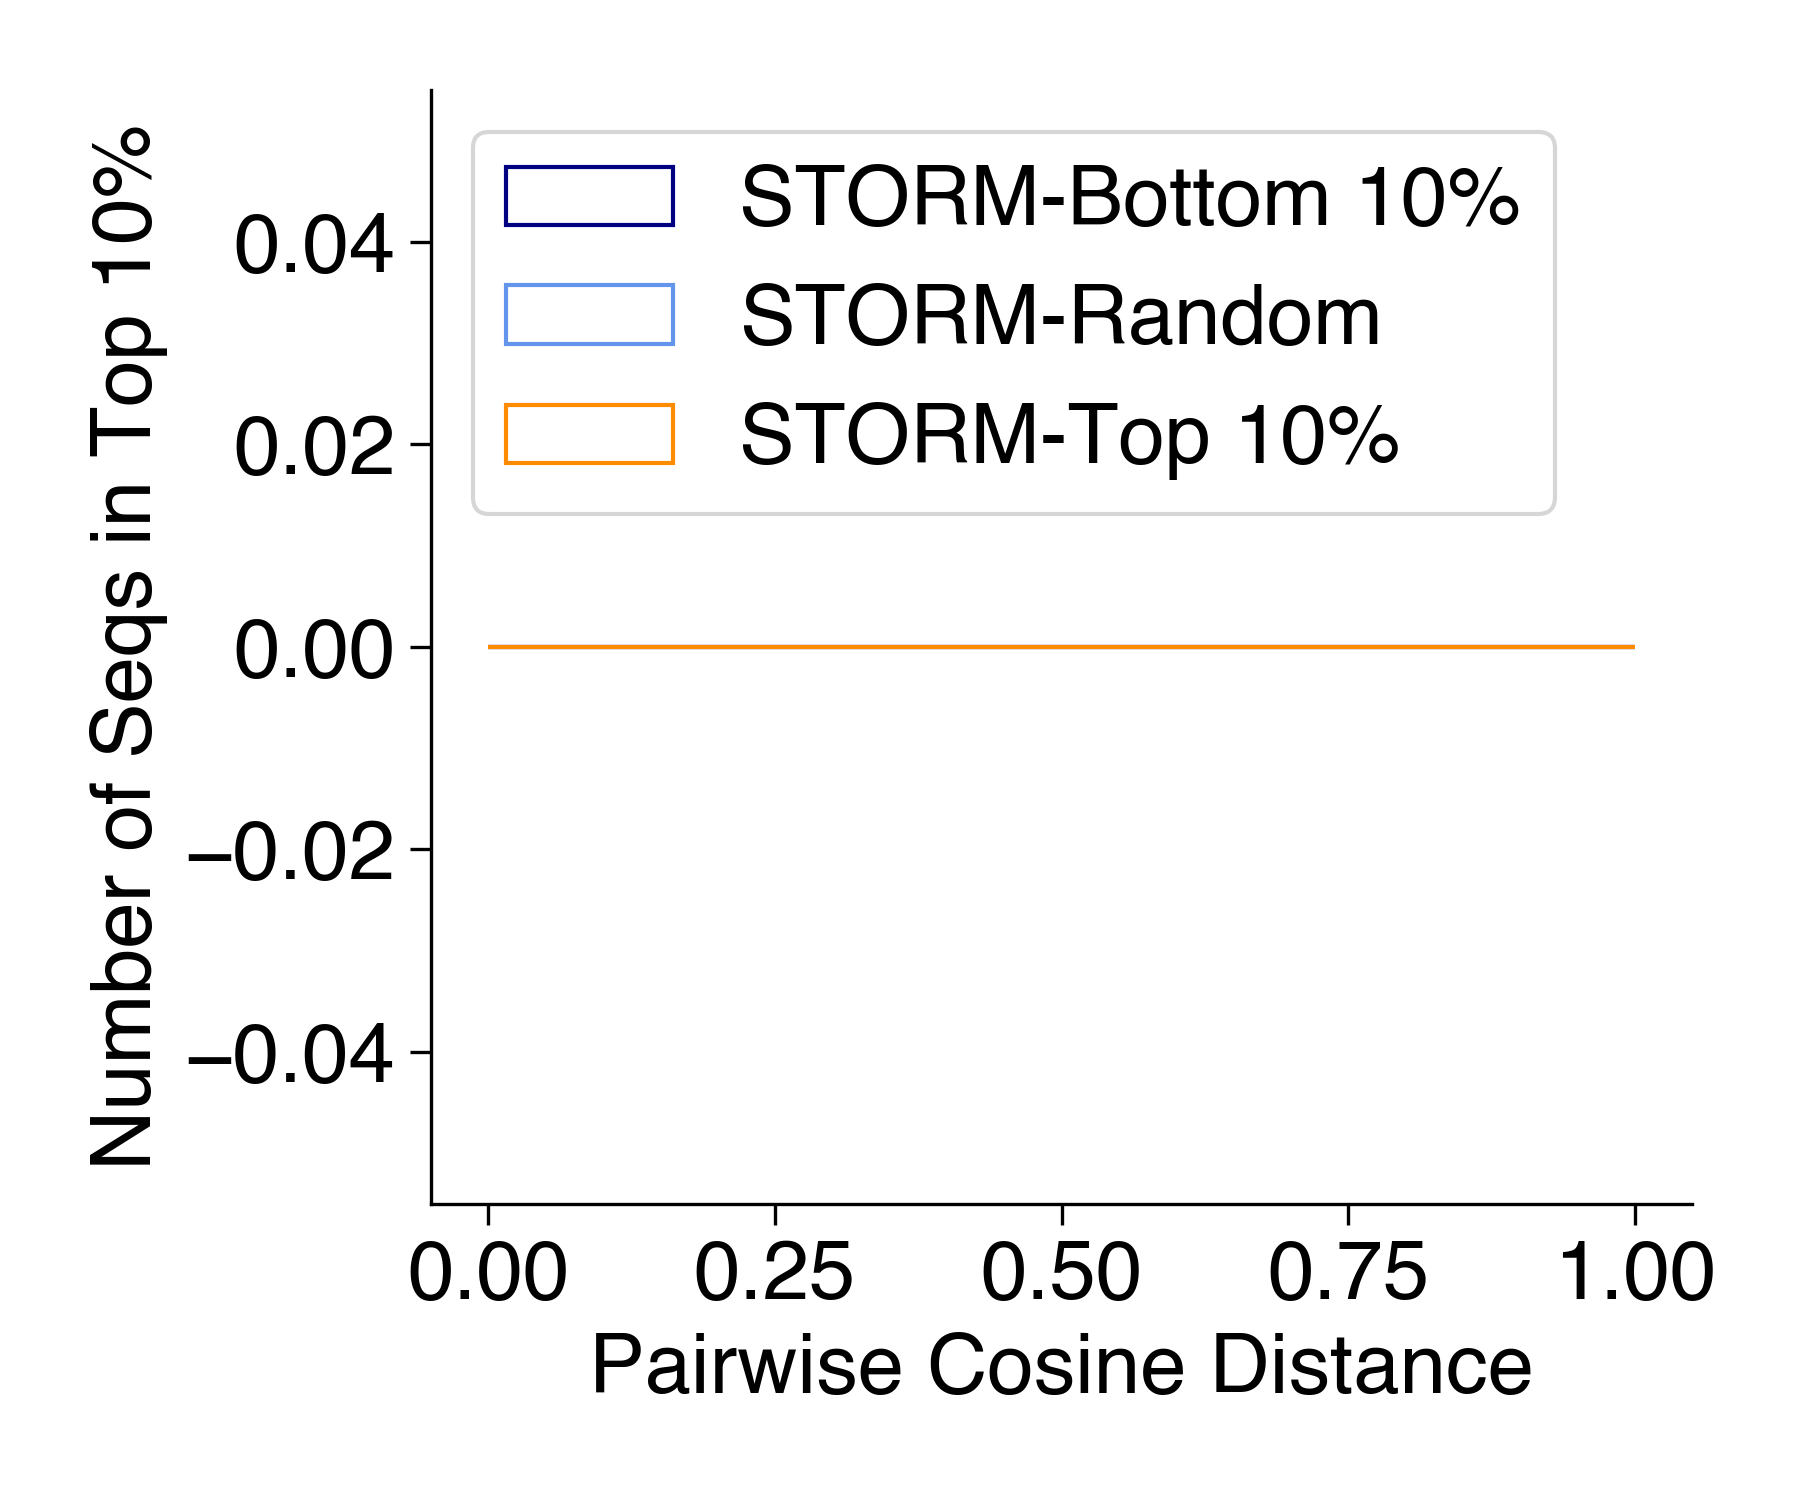 Number of Seqs in Top 10%
0.04
0.02
0.00
−0.02
−0.04
STORM-Bottom 10%
STORM-Random
STORM-Top 10%
0.00 0.25 0.50 0.75 1.00
Pairwise Cosine Distance